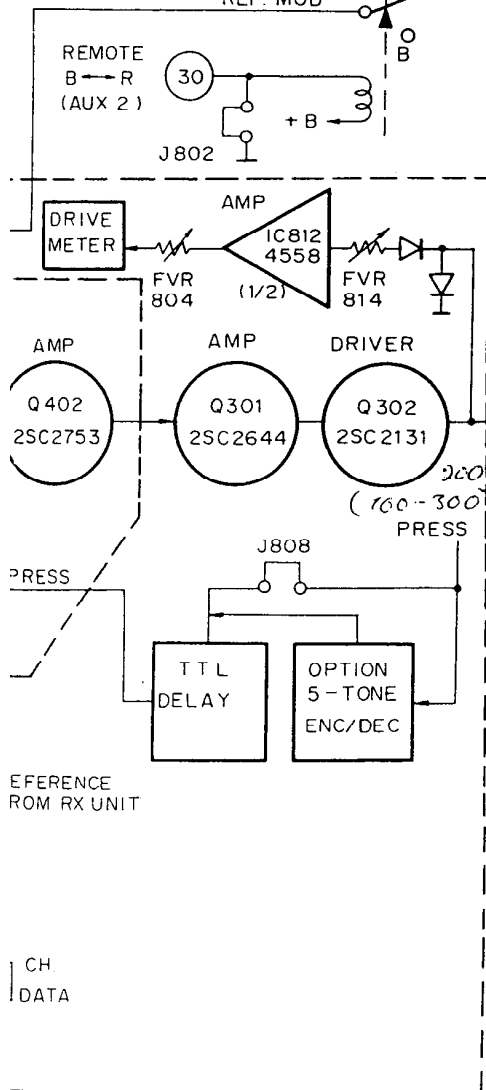 REF. MOD
B
REMOTE
B ↔ R
(AUX 2)
30
+ B
J802
AMP
DRIVE
METER
IC812
4558
FVR
804
(1/2)
FVR
814
AMP
AMP
DRIVER
Q402
2SC2753
Q301
2SC2644
Q302
2SC2131
200
(100--300
PRESS
J808
PRESS
TTL
DELAY
OPTION
5-TONE
ENC/DEC
EFERENCE
ROM RX UNIT
CH.
DATA